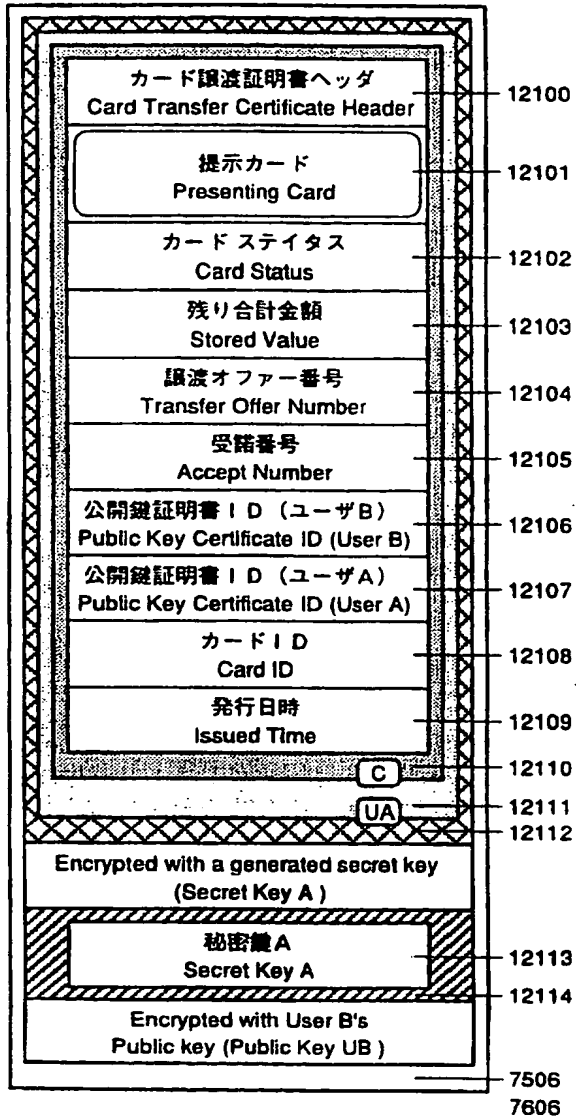 カード譲渡証明書ヘッダ
Card Transfer Certificate Header
12100
提示カード
Presenting Card
12101
カード ステイタス
Card Status
12102
残り合計金額
Stored Value
12103
譲渡オファー番号
Transfer Offer Number
12104
受諾番号
Accept Number
12105
公開鍵証明書ID（ユーザB）
Public Key Certificate ID (User B)
12106
公開鍵証明書ID（ユーザA）
Public Key Certificate ID (User A)
12107
カードID
Card ID
12108
発行日時
Issued Time
12109
C
12110
UA
12111
12112
Encrypted with a generated secret key
(Secret Key A )
秘密鍵A
Secret Key A
12113
12114
Encrypted with User B's
Public key (Public Key UB )
7506
7606